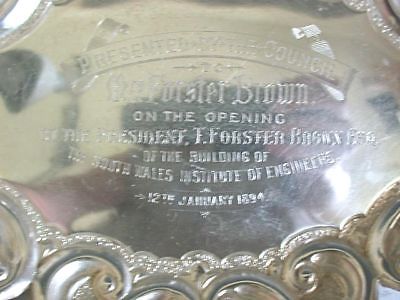 PRESENTED BY THE COUNCIL
TO
Mrs Forster Brown.
ON THE OPENING
BY THE PRESIDENT, T. FORSTER BROWN ESQ.
OF THE BUILDING OF
THE SOUTH WALES INSTITUTE OF ENGINEERS.
12TH JANUARY 1894